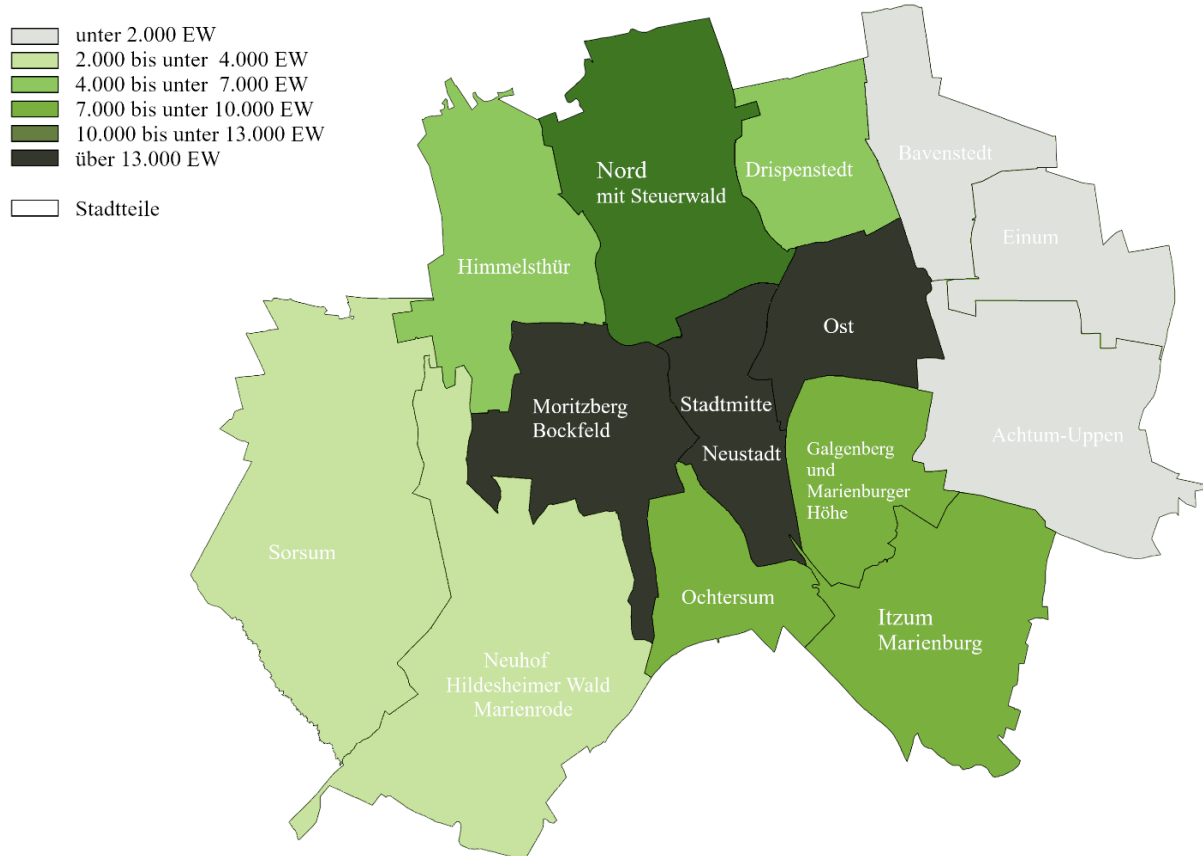 unter 2.000 EW
2.000 bis unter 4.000 EW
4.000 bis unter 7.000 EW
7.000 bis unter 10.000 EW
10.000 bis unter 13.000 EW
über 13.000 EW
Stadtteile
Nord
mit Steuerwald
Drispenstedt
Bavenstedt
Einum
Himmelsthür
Ost
Moritzberg
Bockfeld
Stadtmitte
Neustadt
Galgenberg
und
Marienburger
Höhe
Achtum-Uppen
Sorsum
Ochtersum
Itzum
Marienburg
Neuhof
Hildesheimer Wald
Marienrode